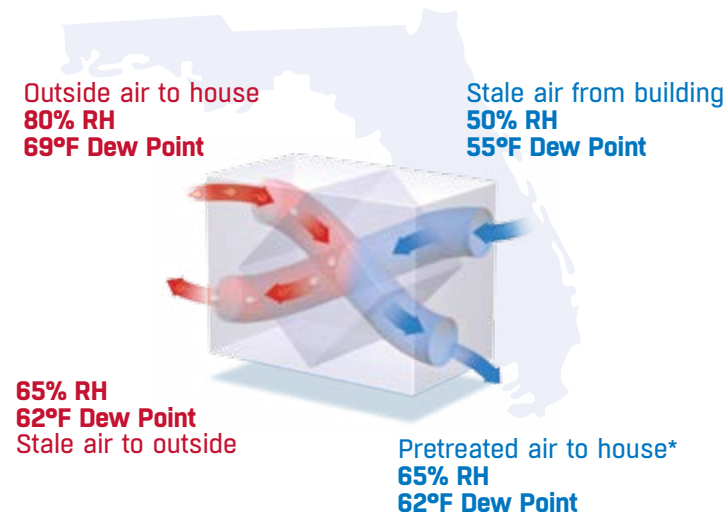 Outside air to house
80% RH
69ºF Dew Point
Stale air from building
50% RH
55ºF Dew Point
65% RH
62ºF Dew Point
Stale air to outside
Pretreated air to house*
65% RH
62ºF Dew Point